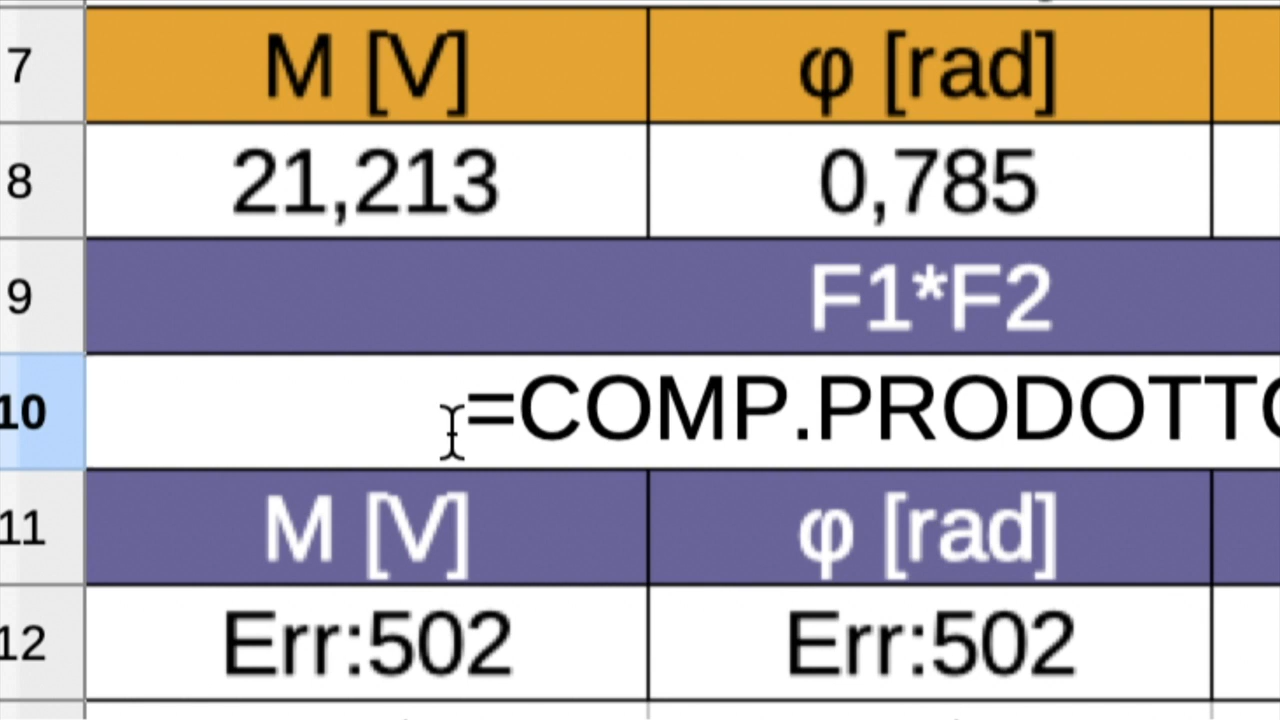 7 M [V] φ [rad]
8 21,213 0,785
9 F1*F2
10 =COMP.PRODOTTO
11 M [V] φ [rad]
12 Err:502 Err:502